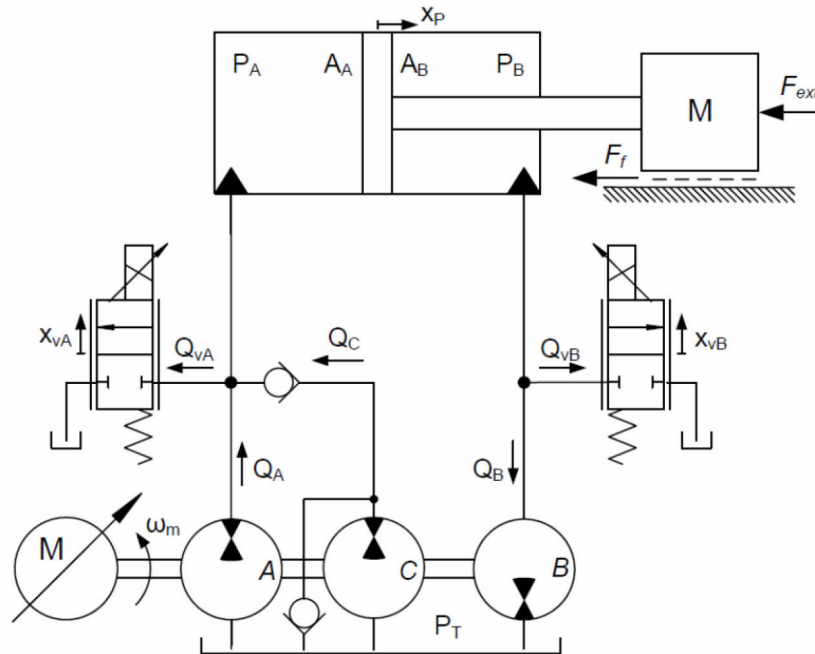 x_P
P_A A_A A_B P_B
M
F_ext
F_f
x_vA
Q_vA
Q_C
Q_vB
x_vB
Q_A
Q_B
M
ω_m
A
C
B
P_T